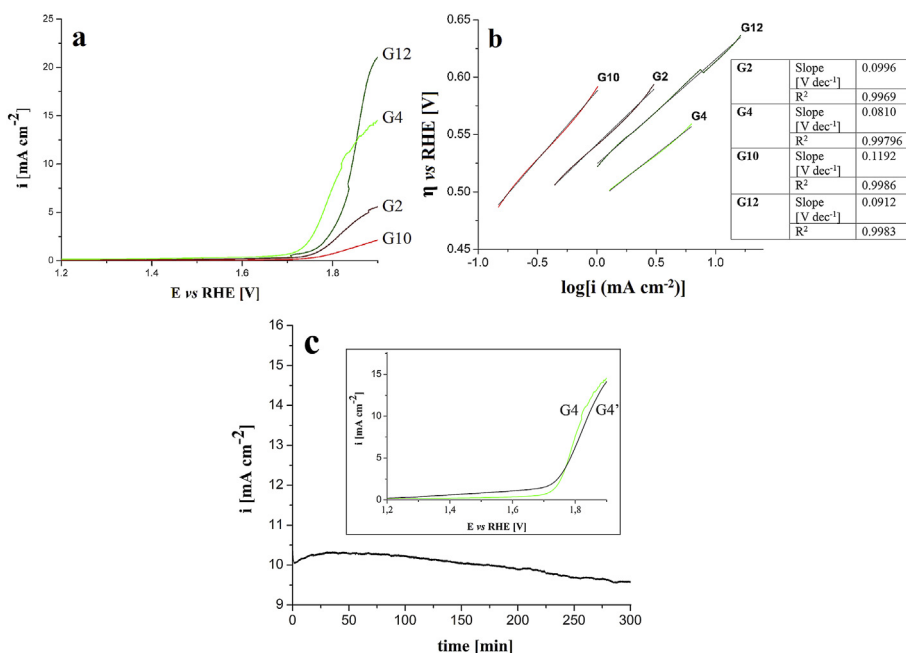 a
25
20
15
10
5
0
i [mA cm-2]
1.2
1.4
1.6
1.8
E vs RHE [V]
G12
G4
G2
G10
b
0.65
0.60
0.55
0.50
0.45
η vs RHE [V]
-1.0
-0.5
0.0
0.5
1.0
log[i (mA cm-2)]
G10
G2
G12
G4
G2 Slope [V dec-1] 0.0996
R2 0.9969
G4 Slope [V dec-1] 0.0810
R2 0.99796
G10 Slope [V dec-1] 0.1192
R2 0.9986
G12 Slope [V dec-1] 0.0912
R2 0.9983
c
16
15
14
13
12
11
10
9
i [mA cm-2]
0
50
100
150
200
250
300
time [min]
15
10
5
0
i [mA cm-2]
1,2
1,4
1,6
1,8
E vs RHE [V]
G4
G4’